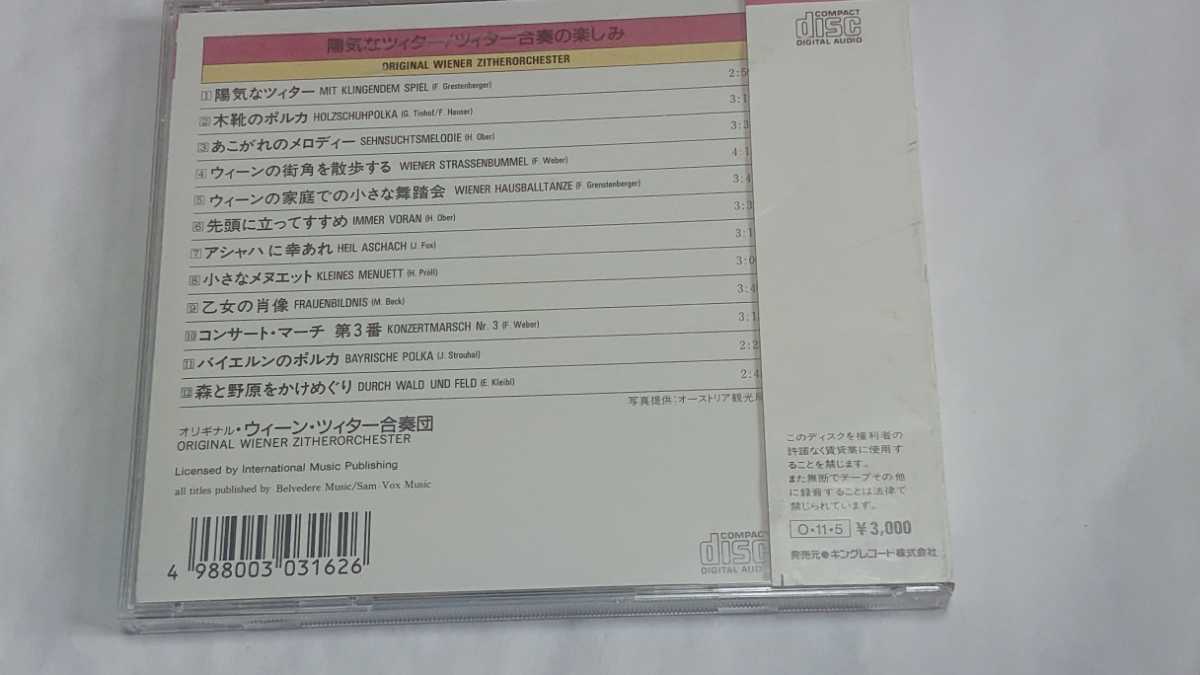 陽気なツィター/ツィター合奏の楽しみ
ORIGINAL WIENER ZITHERORCHESTER
1 陽気なツィター MIT KLINGENDEM SPIEL (F. Grestenberger)
2 木靴のポルカ HOLZSCHUHPOLKA (G. Tinhof/F. Hauser)
3 あこがれのメロディー SEHNSUCHTSMELODIE (H. Ober)
4 ウィーンの街角を散歩する WIENER STRASSENBUMMEL (F. Weber)
5 ウィーンの家庭での小さな舞踏会 WIENER HAUSBALLTANZE (F. Grenstenberger)
6 先頭に立ってすすめ IMMER VORAN (H. Ober)
7 アシャハに幸あれ HEIL ASCHACH (J. Fox)
8 小さなメヌエット KLEINES MENUETT (H. Pröll)
9 乙女の肖像 FRAUENBILDNIS (M. Beck)
10 コンサート・マーチ 第3番 KONZERTMARSCH Nr. 3 (F. Weber)
11 バイエルンのポルカ BAYRISCHE POLKA (J. Strouhal)
12 森と野原をかけめぐり DURCH WALD UND FELD (E. Kleibl)
写真提供:オーストリア観光
オリギナル・ウィーン・ツィター合奏団
ORIGINAL WIENER ZITHERORCHESTER
Licensed by International Music Publishing
all titles published by Belvedere Music/Sam Vox Music
4 988003 031626
COMPACT
disc
DIGITAL AUDIO
COMPACT
disc
DIGITAL AUDIO
このディスクを権利者の
許諾なく賃貸業に使用す
ることを禁じます。
また無断でテープその他
に録音することは法律で
禁じられています。
O・11・5 ¥3,000
発売元●キングレコード株式会社